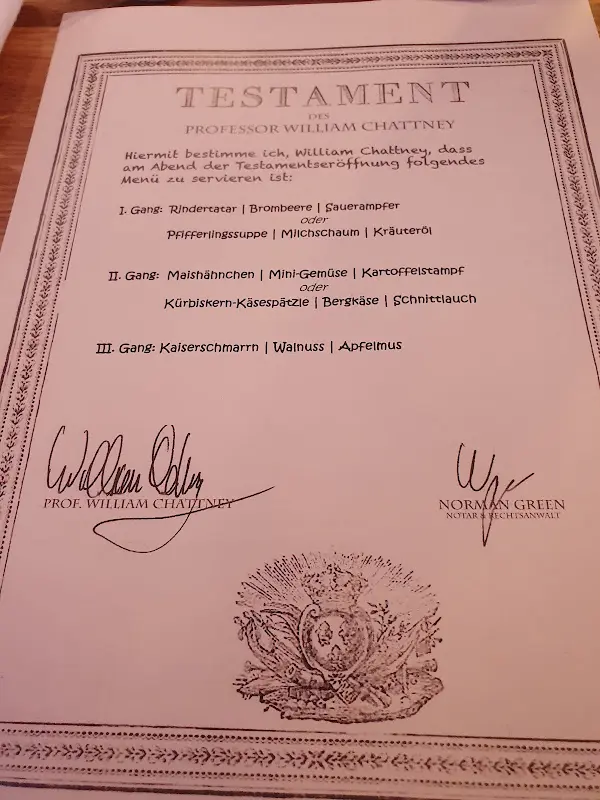 TESTAMENT
DES
PROFESSOR WILLIAM CHATTNEY
Hiermit bestimme ich, William Chattney, dass
am Abend der Testamentseröffnung folgendes
Menü zu servieren ist:
I. Gang: Rindertatar | Brombeere | Sauerampfer
oder
Pfifferlingssuppe | Milchschaum | Kräuteröl
II. Gang: Maishähnchen | Mini-Gemüse | Kartoffelstampf
oder
Kürbiskern-Käsespätzle | Bergkäse | Schnittlauch
III. Gang: Kaiserschmarrn | Walnuss | Apfelmus
PROF. WILLIAM CHATTNEY
NORMAN GREEN
NOTAR & RECHTSANWALT